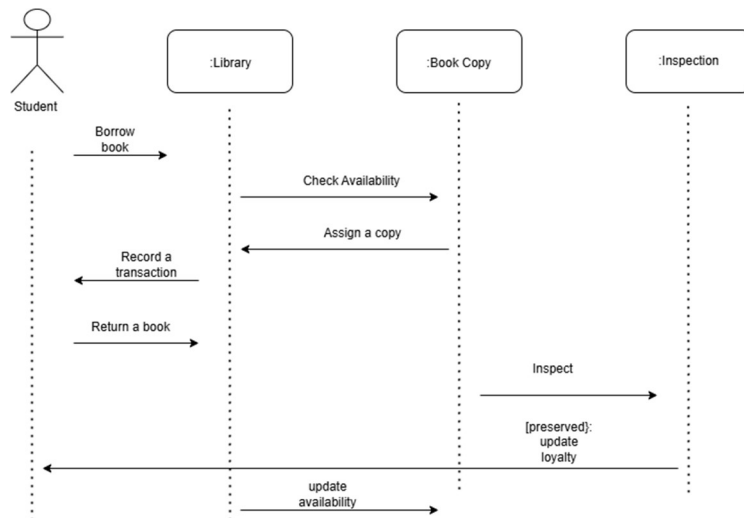 :Library
:Book Copy
:Inspection
Student
Borrow
book
Check Availability
Assign a copy
Record a
transaction
Return a book
Inspect
[preserved}:
update
loyalty
update
availability